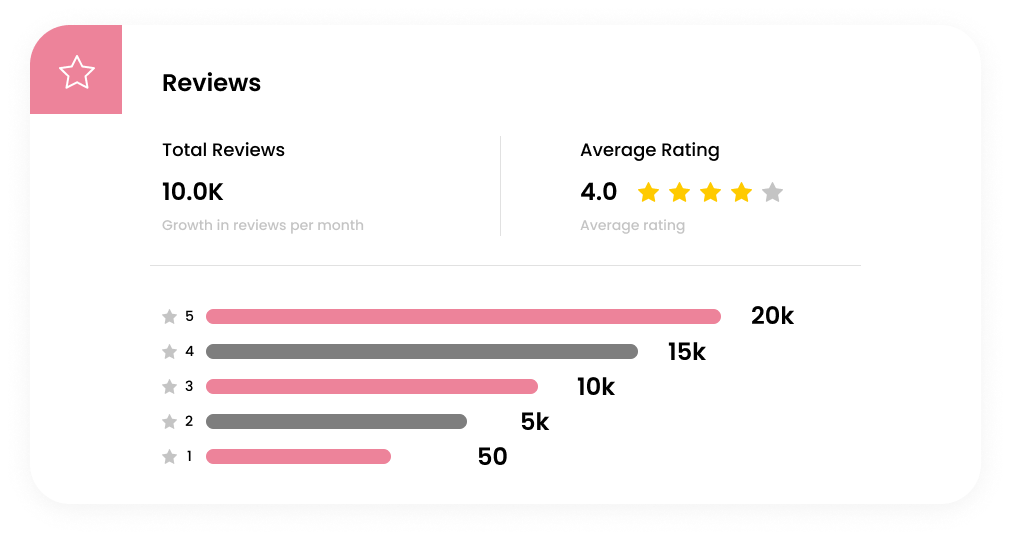 Reviews
Total Reviews
10.0K
Growth in reviews per month
Average Rating
4.0
Average rating
5 20k
4 15k
3 10k
2 5k
1 50